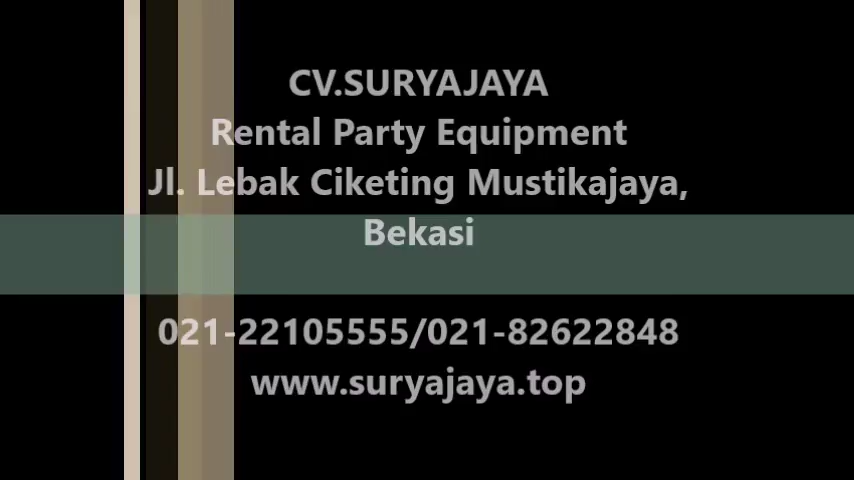 CV.SURYAJAYA
Rental Party Equipment
Jl. Lebak Ciketing Mustikajaya,
Bekasi
021-22105555/021-82622848
www.suryajaya.top